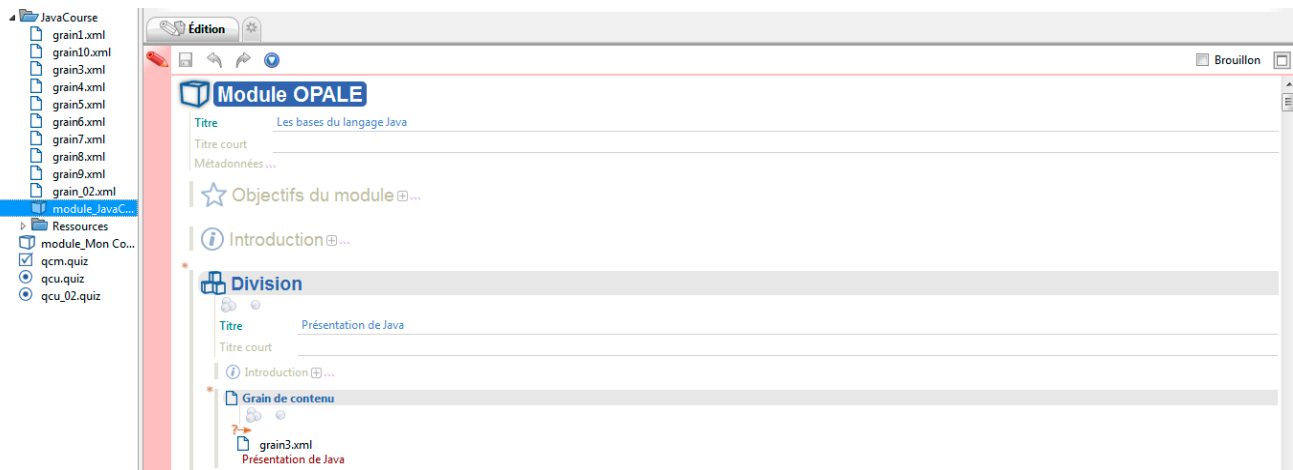 JavaCourse
grain1.xml
grain10.xml
grain3.xml
grain4.xml
grain5.xml
grain6.xml
grain7.xml
grain8.xml
grain9.xml
grain_02.xml
module_JavaC...
Ressources
module_Mon Co...
qcm.quiz
qcu.quiz
qcu_02.quiz
Édition
Brouillon
Module OPALE
Titre Les bases du langage Java
Titre court
Métadonnées ...
Objectifs du module ...
Introduction ...
Division
Titre Présentation de Java
Titre court
Introduction ...
Grain de contenu
grain3.xml
Présentation de Java